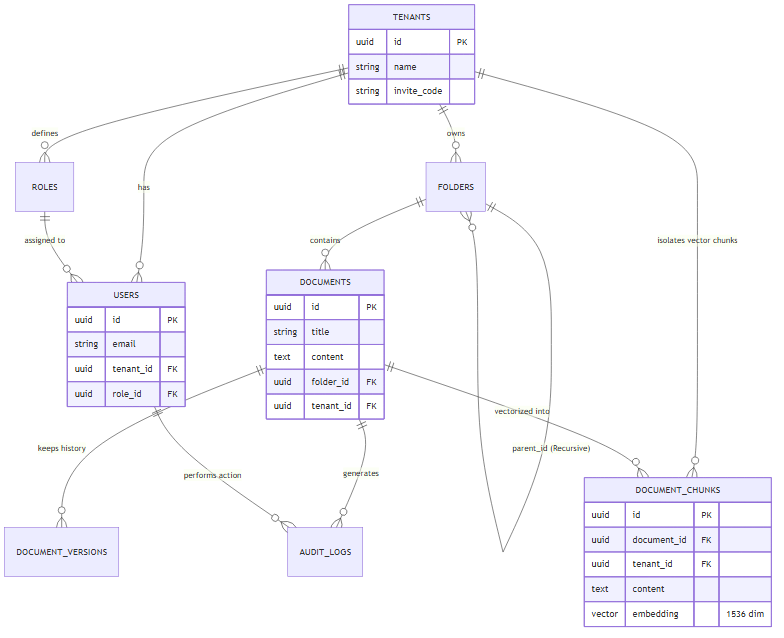 TENANTS
uuid id PK
string name
string invite_code
defines
owns
has
ROLES
FOLDERS
assigned to
contains
isolates vector chunks
USERS
uuid id PK
string email
uuid tenant_id FK
uuid role_id FK
DOCUMENTS
uuid id PK
string title
text content
uuid folder_id FK
uuid tenant_id FK
vectorized into
keeps history
parent_id (Recursive)
performs action
generates
DOCUMENT_VERSIONS
AUDIT_LOGS
DOCUMENT_CHUNKS
uuid id PK
uuid document_id FK
uuid tenant_id FK
text content
vector embedding 1536 dim